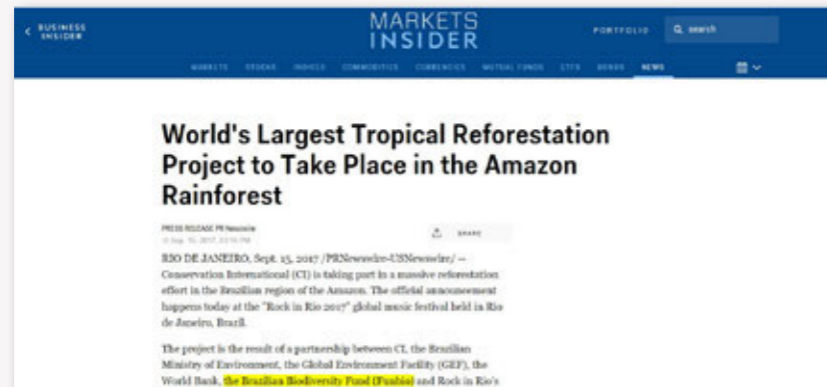 BUSINESS
INSIDER
MARKETS
INSIDER
PORTFOLIO
search
MARKETS STOCKS INDICES COMMODITIES CURRENCIES MUTUAL FUNDS ETFS BONDS NEWS
World's Largest Tropical Reforestation
Project to Take Place in the Amazon
Rainforest
PRESS RELEASE PR Newswire
Sep. 15, 2017,
SHARE
RIO DE JANEIRO, Sept. 15, 2017 /PRNewswire-USNewswire/ --
Conservation International (CI) is taking part in a massive reforestation
effort in the Brazilian region of the Amazon. The official announcement
happens today at the "Rock in Rio 2017" global music festival held in Rio
de Janeiro, Brazil.
The project is the result of a partnership between CI, the Brazilian
Ministry of Environment, the Global Environment Facility (GEF), the
World Bank, the Brazilian Biodiversity Fund (Funbio) and Rock in Rio's